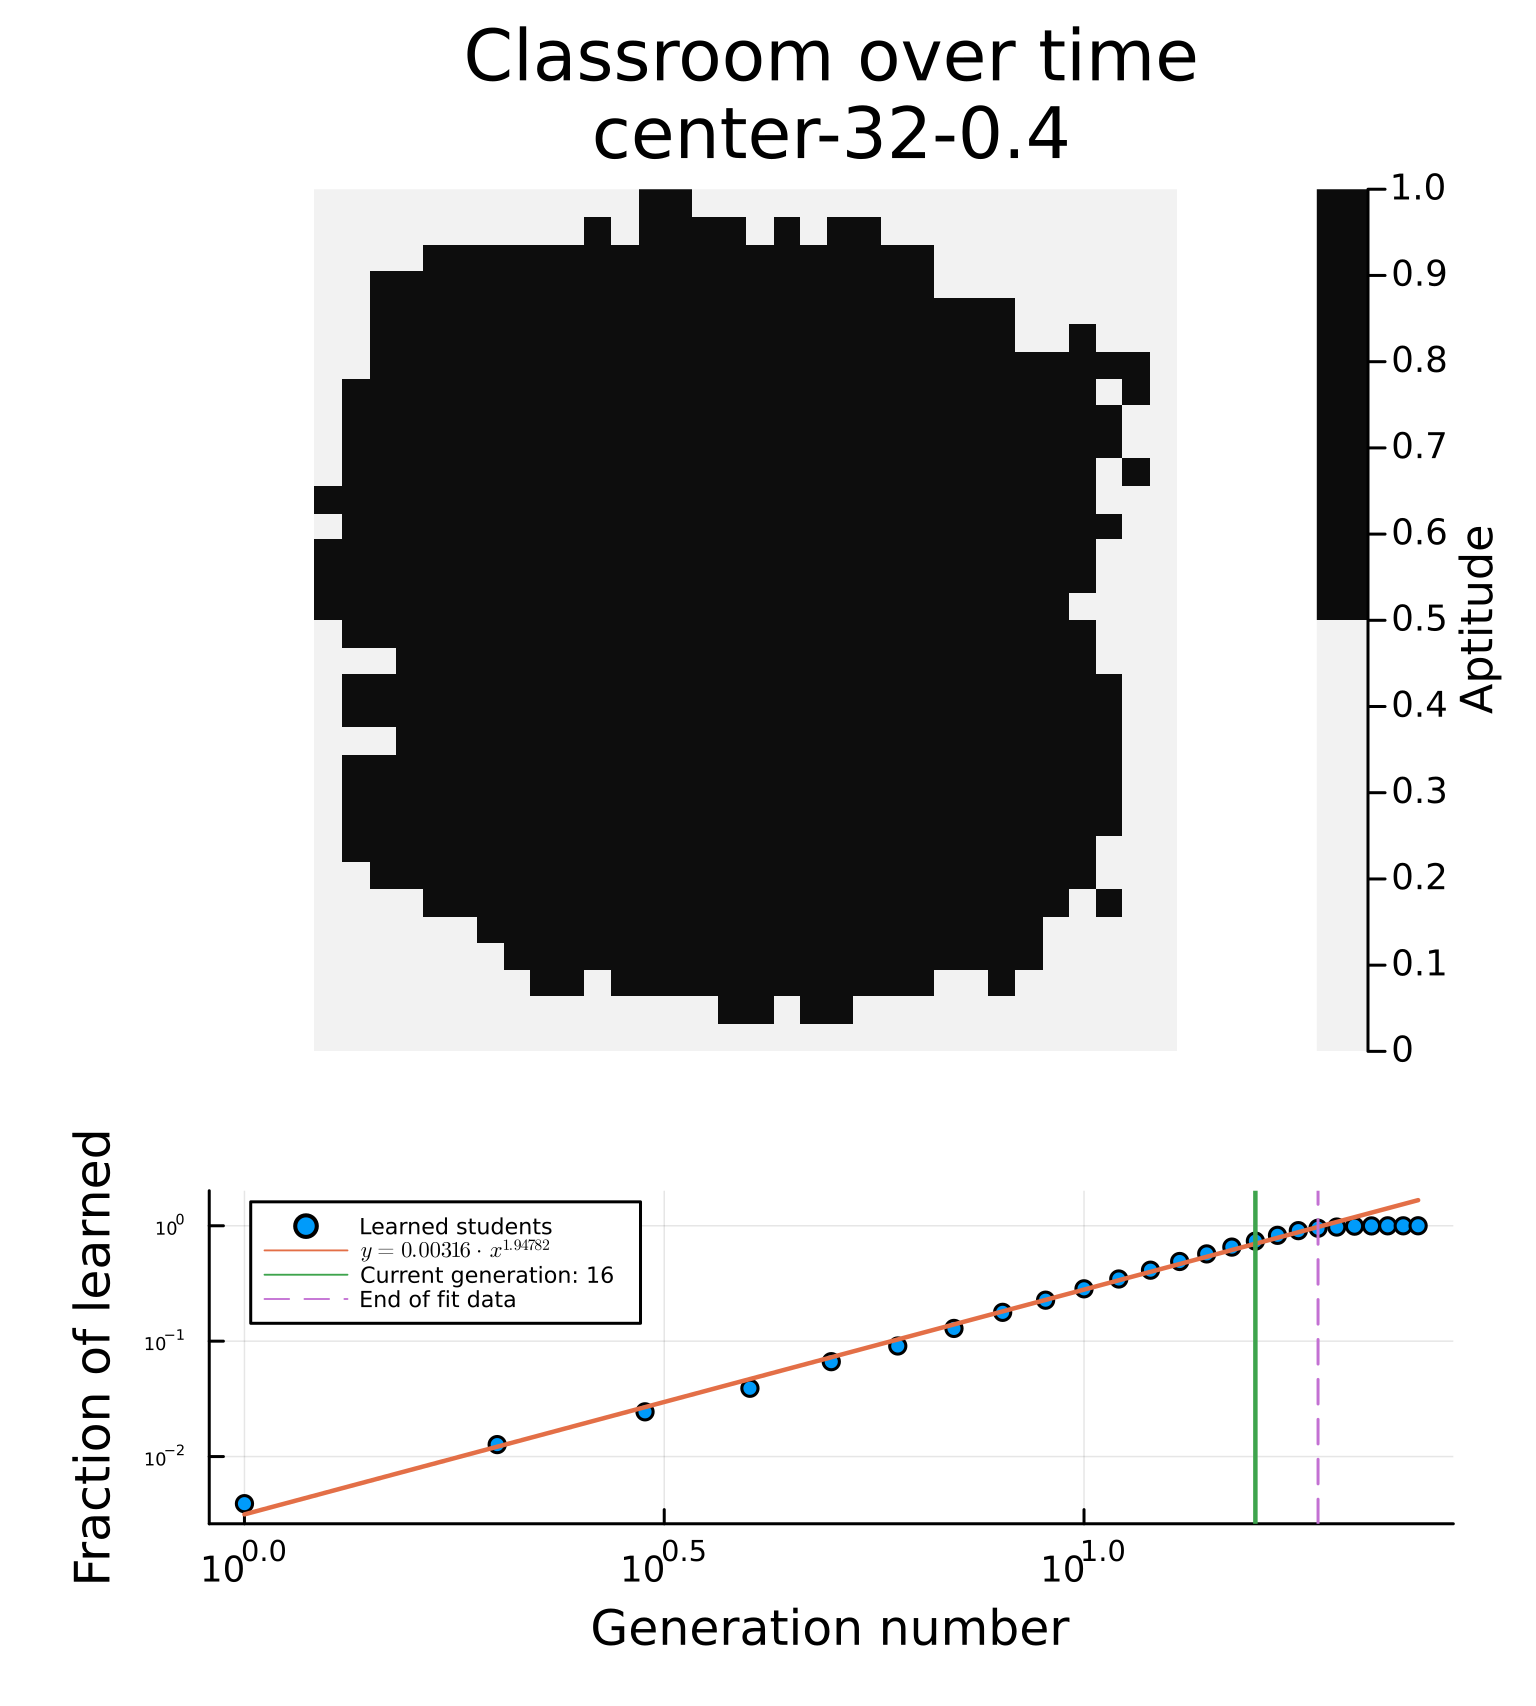 Classroom over time
center-32-0.4
1.0
0.9
0.8
0.7
0.6
0.5
0.4
0.3
0.2
0.1
0
Aptitude
Fraction of learned
10^0
10^-1
10^-2
Learned students
y = 0.00316 · x^1.94782
Current generation: 16
End of fit data
10^0.0
10^0.5
10^1.0
Generation number